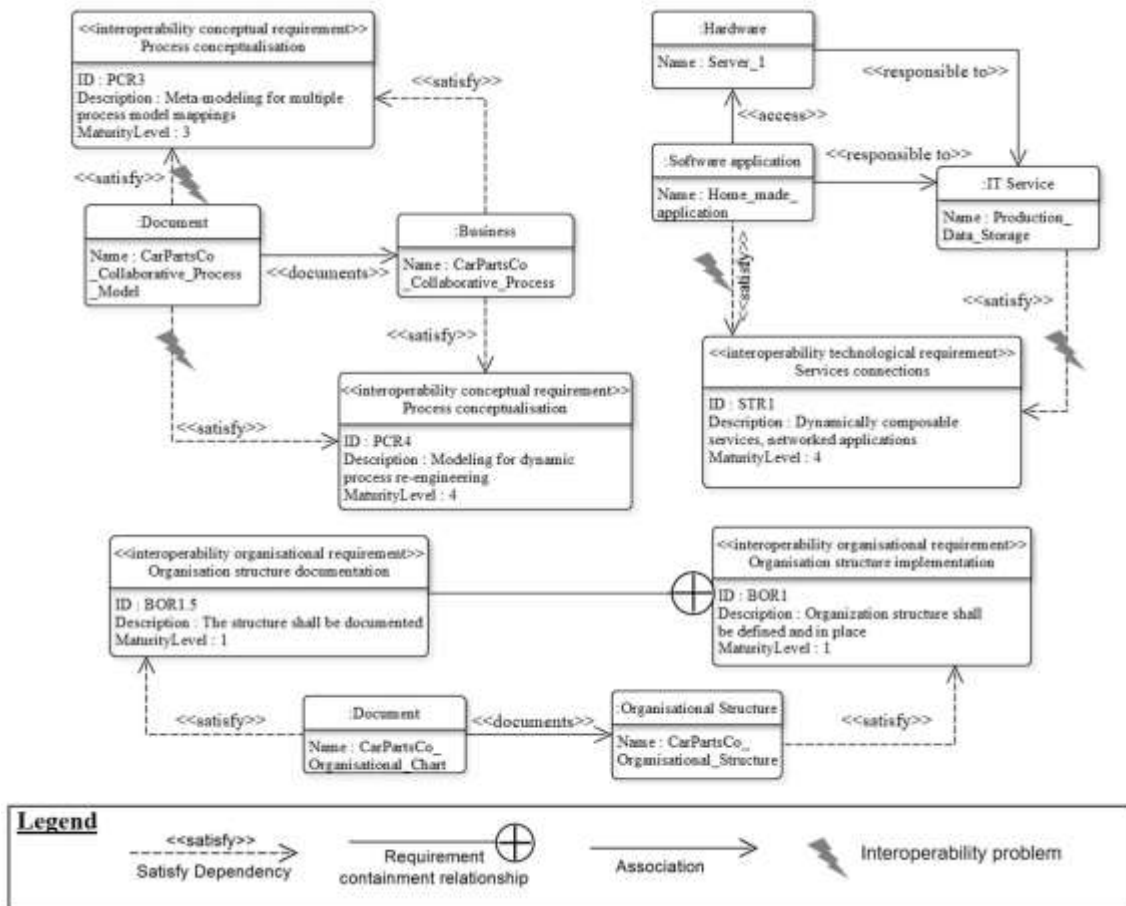 <<interoperability conceptual requirement>>
Process conceptualisation
ID : PCR3
Description : Meta-modeling for multiple
process model mappings
MaturityLevel : 3
<<satisfy>>
<<satisfy>>
:Document
Name : CarPartsCo
_Collaborative_Process
_Model
<<documents>>
:Business
Name : CarPartsCo
_Collaborative_Process
<<satisfy>>
<<satisfy>>
<<interoperability conceptual requirement>>
Process conceptualisation
ID : PCR4
Description : Modeling for dynamic
process re-engineering
MaturityLevel : 4
:Hardware
Name : Server_1
<<responsible to>>
<<access>>
:Software application
Name : Home_made_
application
<<responsible to>>
:IT Service
Name : Production_
Data_Storage
<<satisfy>>
<<satisfy>>
<<interoperability technological requirement>>
Services connections
ID : STR1
Description : Dynamically composable
services, networked applications
MaturityLevel : 4
<<interoperability organisational requirement>>
Organisation structure documentation
ID : BOR1.5
Description : The structure shall be documented
MaturityLevel : 1
<<interoperability organisational requirement>>
Organisation structure implementation
ID : BOR1
Description : Organization structure shall
be defined and in place
MaturityLevel : 1
<<satisfy>>
:Document
Name : CarPartsCo_
Organisational_Chart
<<documents>>
:Organisational Structure
Name : CarPartsCo_
Organisational_Structure
<<satisfy>>
Legend
<<satisfy>>
Satisfy Dependency
Requirement
containment relationship
Association
Interoperability problem